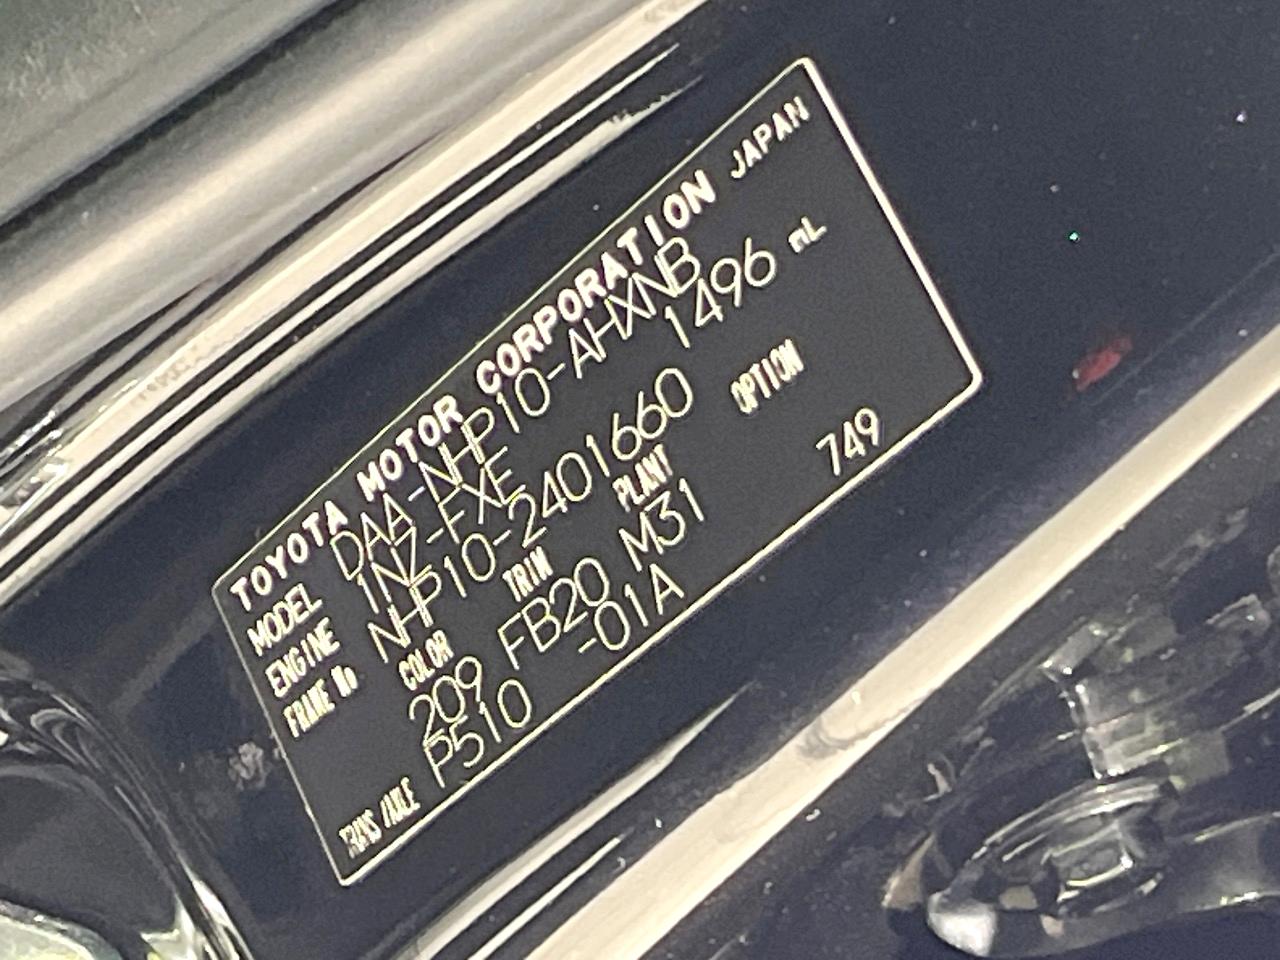 TOYOTA MOTOR CORPORATION JAPAN
MODEL DAA-NHP10-AHXNB
ENGINE 1NZ-FXE 1496 mL
FRAME No NHP10-2401660
COLOR TRIM PLANT OPTION
209 FB20 M31 749
TRANS/AXLE P510 -01A